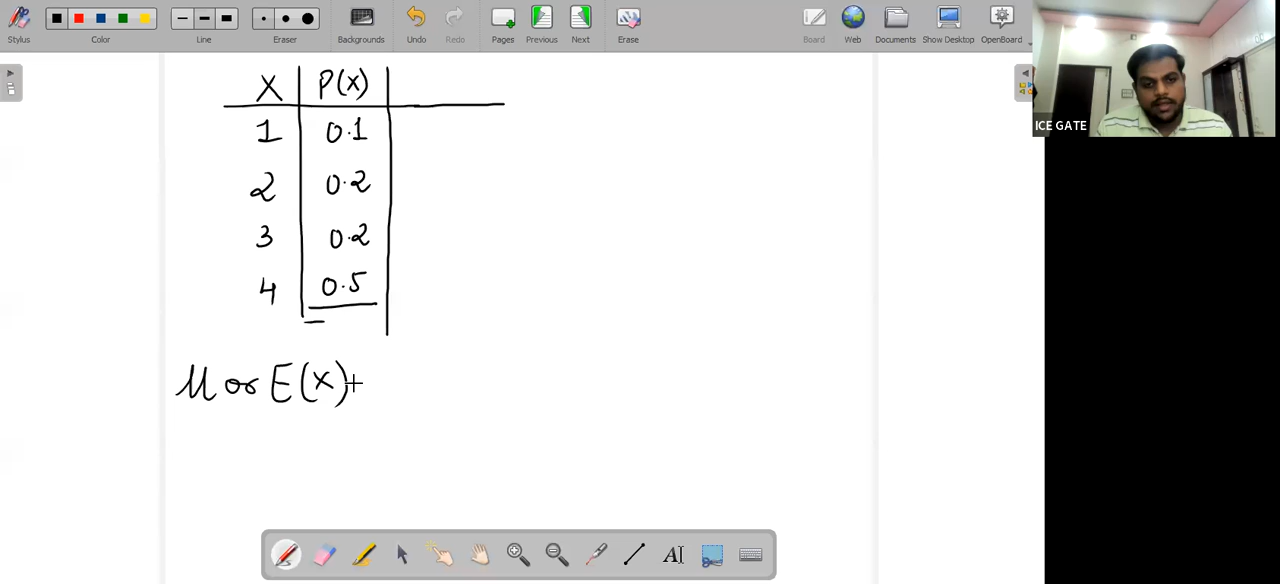 Stylus Color Line Eraser Backgrounds Undo Redo Pages Previous Next Erase Board Web Documents Show Desktop OpenBoard
ICE GATE
X P(X)
1 0.1
2 0.2
3 0.2
4 0.5
μ or E(X)
A